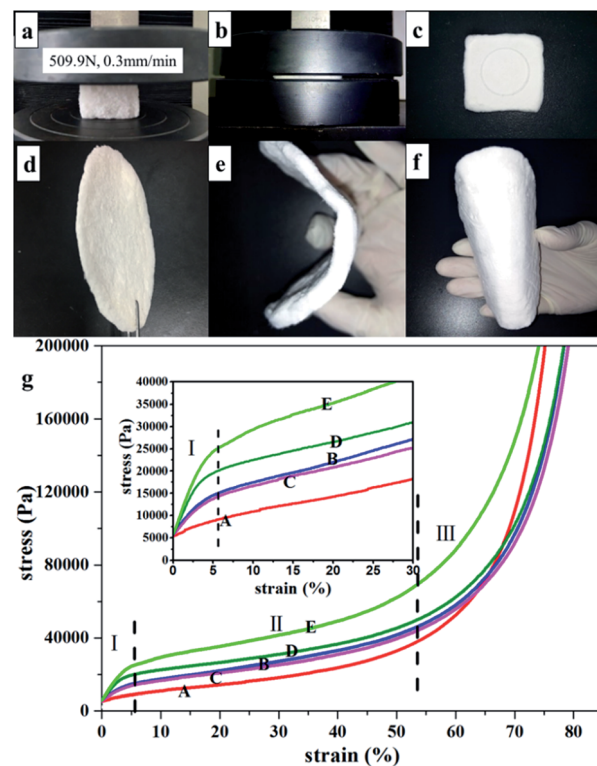 a
b
c
509.9N, 0.3mm/min
d
e
f
g
200000
160000
120000
80000
40000
0
stress (Pa)
0 10 20 30 40 50 60 70 80
strain (%)
I
II
III
E
D
B
C
A
40000
35000
30000
25000
20000
15000
10000
5000
0
stress (Pa)
0 5 10 15 20 25 30
strain (%)
I
E
D
B
C
A